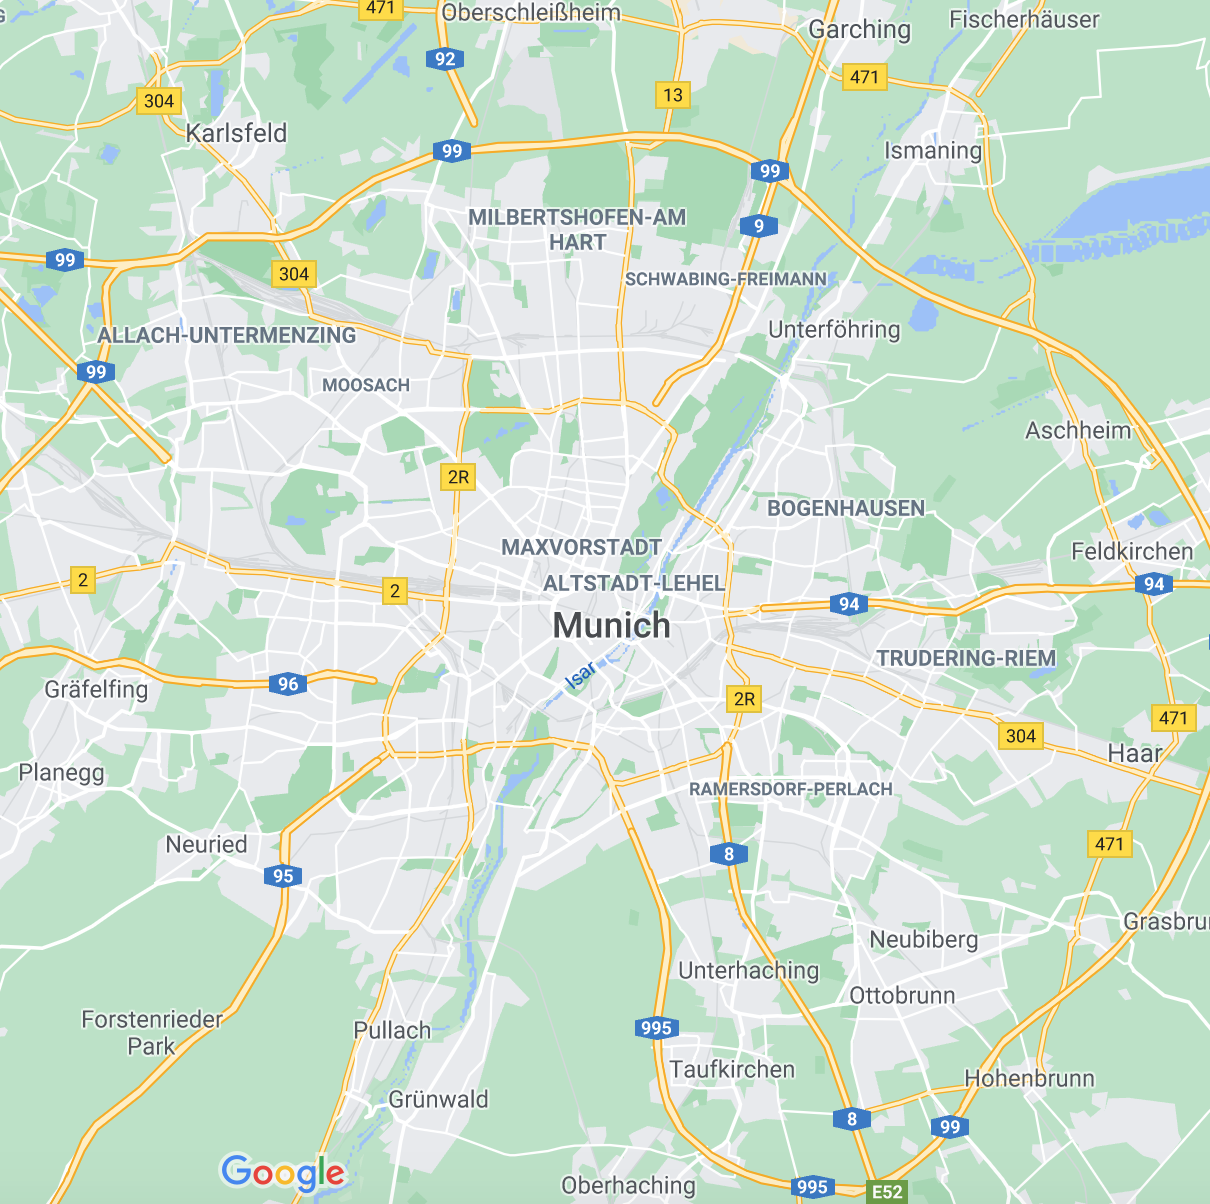 471
Oberschleißheim
Fischerhäuser
Garching
92
471
13
304
Karlsfeld
99
Ismaning
99
MILBERTSHOFEN-AM
HART
9
99
304
SCHWABING-FREIMANN
Unterföhring
ALLACH-UNTERMENZING
99
MOOSACH
Aschheim
2R
BOGENHAUSEN
MAXVORSTADT
Feldkirchen
2
ALTSTADT-LEHEL
94
2
94
Munich
TRUDERING-RIEM
Isar
Gräfelfing
96
2R
471
304
Haar
Planegg
RAMERSDORF-PERLACH
Neuried
8
471
95
Grasbru
Neubiberg
Unterhaching
Ottobrunn
Forstenrieder
Park
Pullach
995
Taufkirchen
Hohenbrunn
Grünwald
8
99
Google
Oberhaching
995
E52